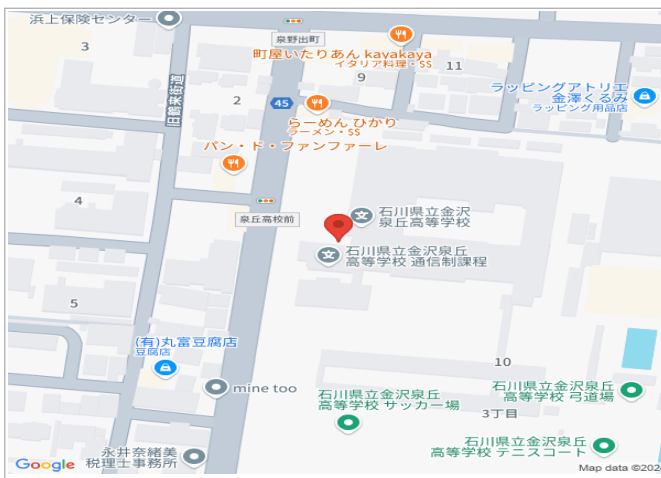 浜上保険センター
3
泉野出町
町屋いたりあん kayakaya
イタリア料理・$$
9
11
旧鶴来街道
2
45
らーめん ひかり
ラーメン・$$
パン・ド・ファンファーレ
ラッピングアトリエ
金澤くるみ
ラッピング用品店
4
泉丘高校前
石川県立金沢
泉丘高等学校
石川県立金沢泉丘
高等学校 通信制課程
5
(有)丸富豆腐店
豆腐店
mine too
10
石川県立金沢泉丘
高等学校 サッカー場
石川県立金沢泉丘
高等学校 弓道場
3丁目
石川県立金沢泉丘
高等学校 テニスコート
永井奈緒美
税理士事務所
Google
Map data ©202